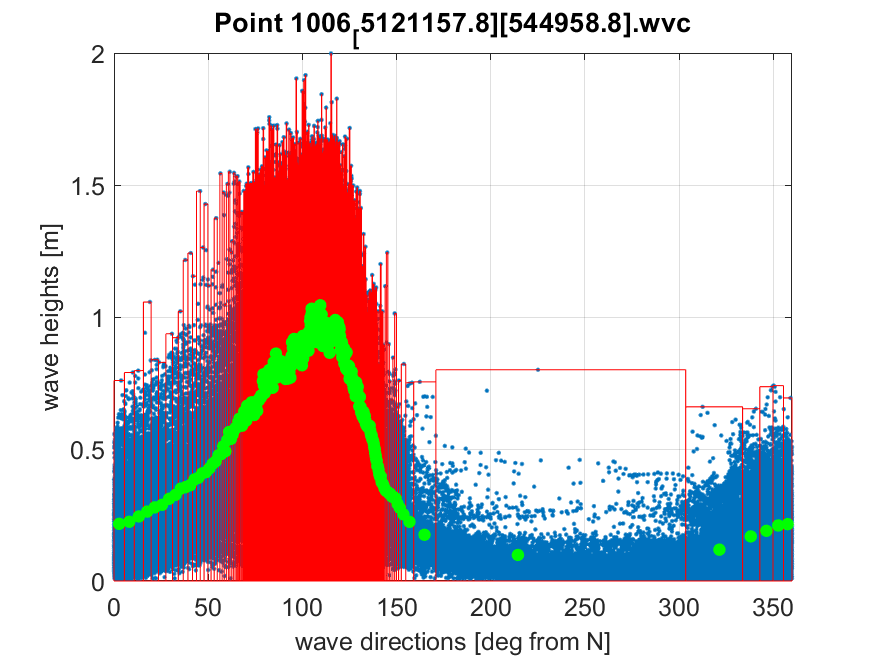 Point 1006[5121157.8][544958.8].wvc
2
1.5
1
0.5
0
0 50 100 150 200 250 300 350
wave heights [m]
wave directions [deg from N]